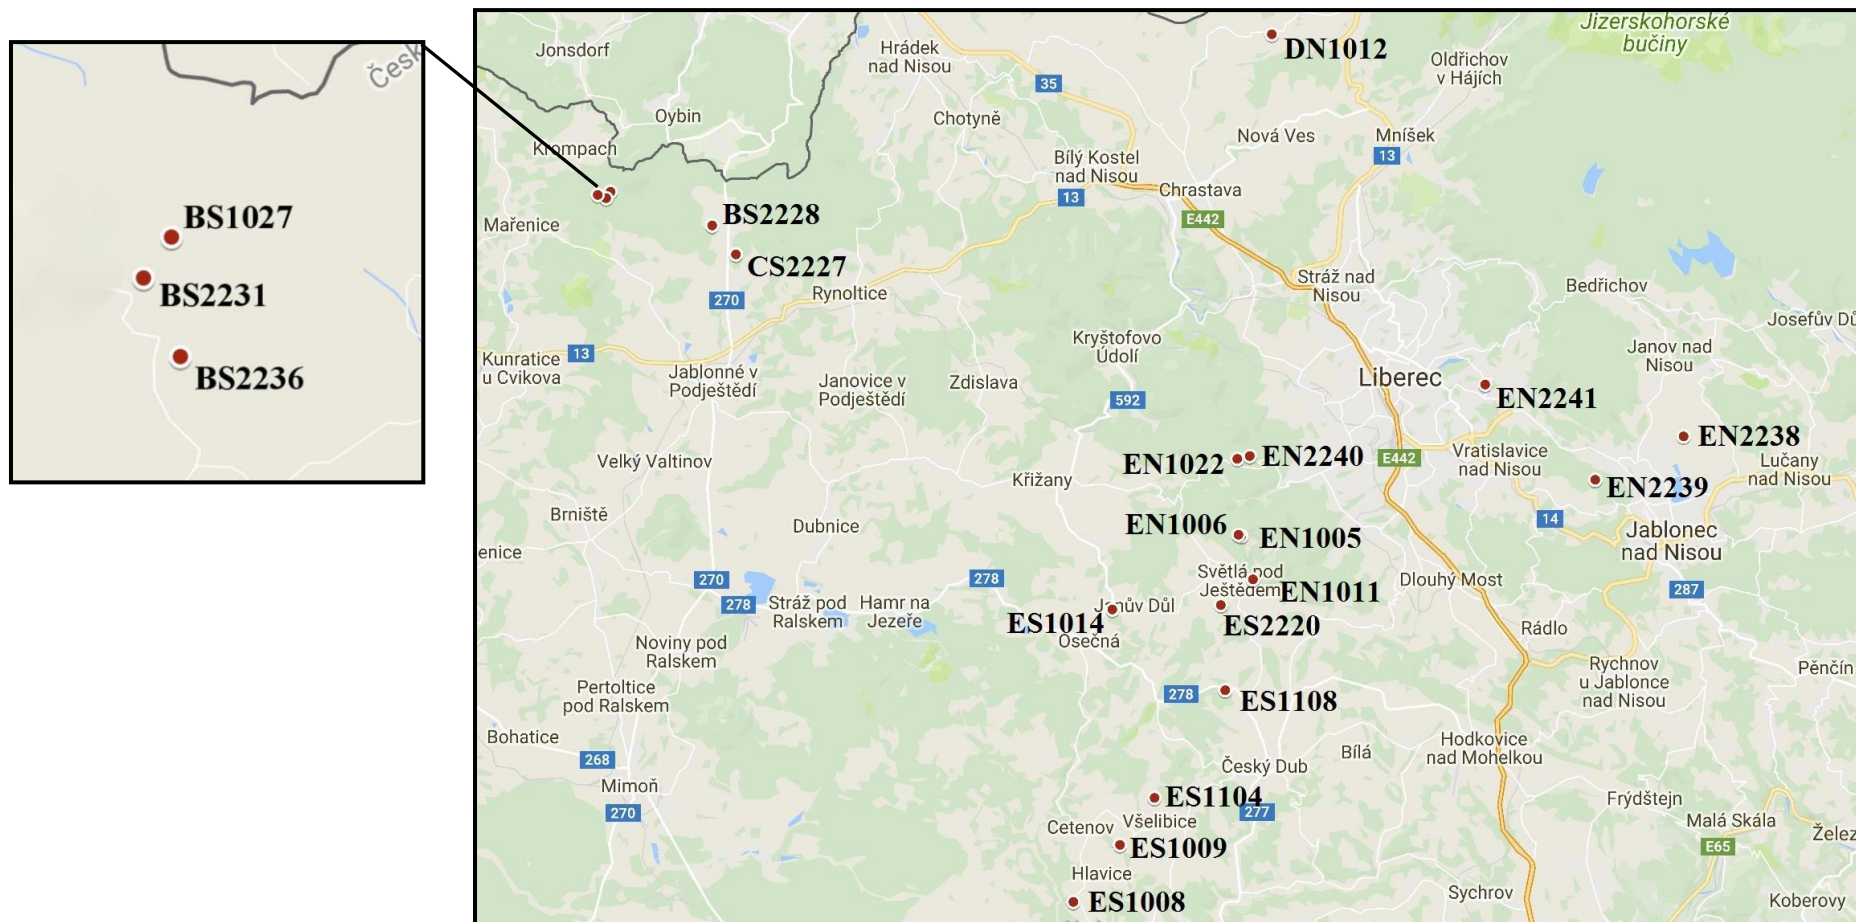 Česk
BS1027
BS2231
BS2236
Jizerskohorské
bučiny
Jonsdorf
Hrádek
nad Nisou
DN1012
Oldřichov
v Hájích
35
Oybin
Chotyně
Nová Ves
Mníšek
13
Krompach
Bílý Kostel
nad Nisou
13
Chrastava
E442
Mařenice
BS2228
CS2227
270
Rynoltice
Stráž nad
Nisou
Bedřichov
Josefův Dů
Kunratice
u Cvikova
13
Jablonné v
Podještědí
Janovice v
Podještědí
Zdislava
Kryštofovo
Údolí
592
Liberec
EN2241
Janov nad
Nisou
EN2238
Velký Valtinov
Křižany
EN1022
EN2240
E442
Vratislavice
nad Nisou
EN2239
Lučany
nad Nisou
Brniště
Dubnice
EN1006
EN1005
14
Jablonec
nad Nisou
enice
270
278
278
Stráž pod
Ralskem
Hamr na
Jezeře
Světlá pod
Ještědem
EN1011
Dlouhý Most
287
Janův Důl
ES1014
Osečná
ES2220
Rádlo
Noviny pod
Ralskem
Rychnov
u Jablonce
nad Nisou
Pěnčín
Pertoltice
pod Ralskem
278
ES1108
Bohatice
268
Mimoň
270
Český Dub
Bílá
Hodkovice
nad Mohelkou
ES1104
277
Cetenov
Všelibice
ES1009
Hlavice
ES1008
Frýdštejn
Malá Skála
E65
Želez
Sychrov
Koberovy